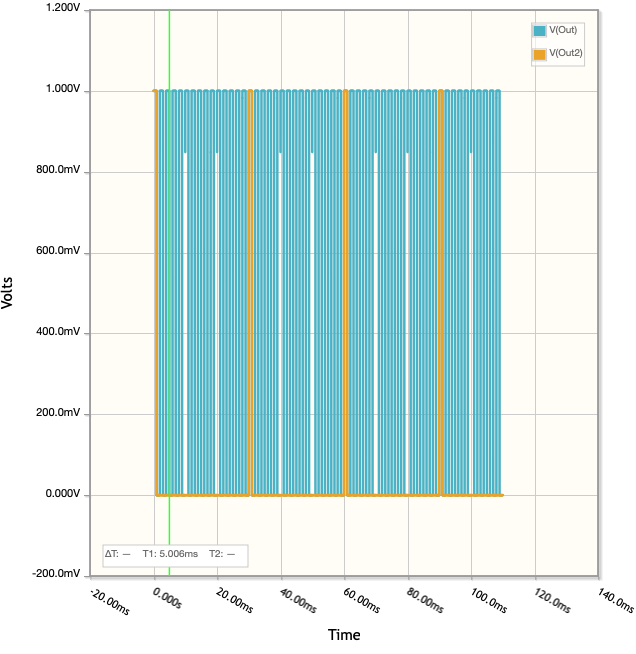 1.200V
V(Out)
V(Out2)
1.000V
800.0mV
600.0mV
Volts
400.0mV
200.0mV
0.000V
ΔT: — T1: 5.006ms T2: —
-200.0mV
-20.00ms 0.000s 20.00ms 40.00ms 60.00ms 80.00ms 100.0ms 120.0ms 140.0ms
Time